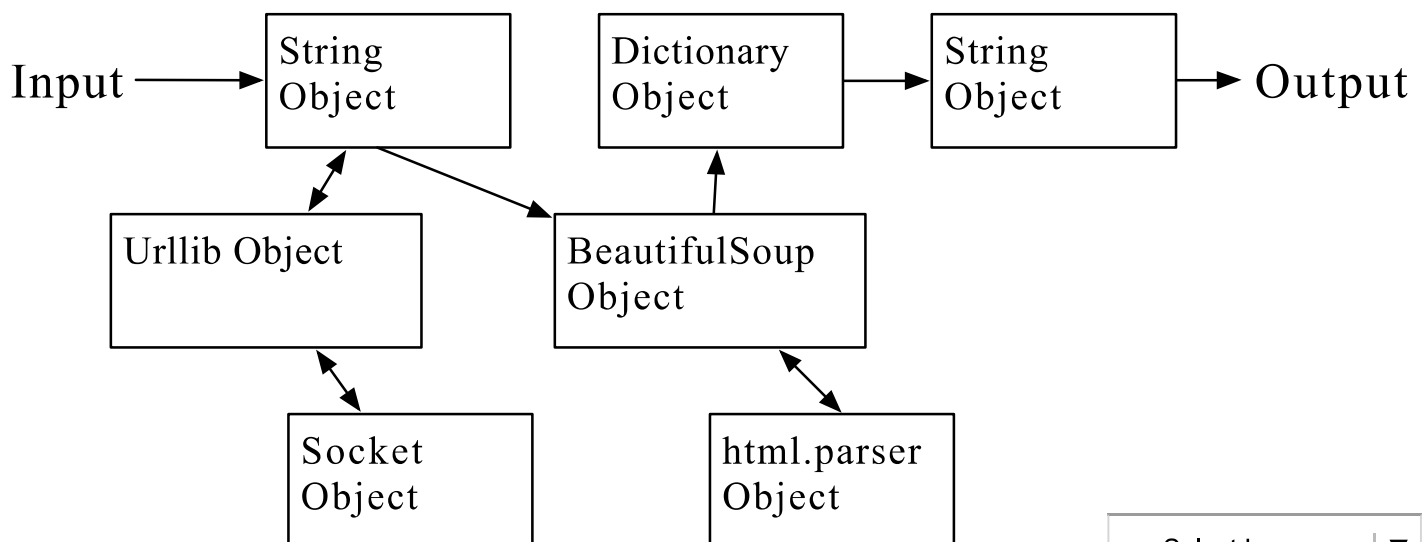 Input
String
Object
Dictionary
Object
String
Object
Output
Urllib Object
BeautifulSoup
Object
Socket
Object
html.parser
Object